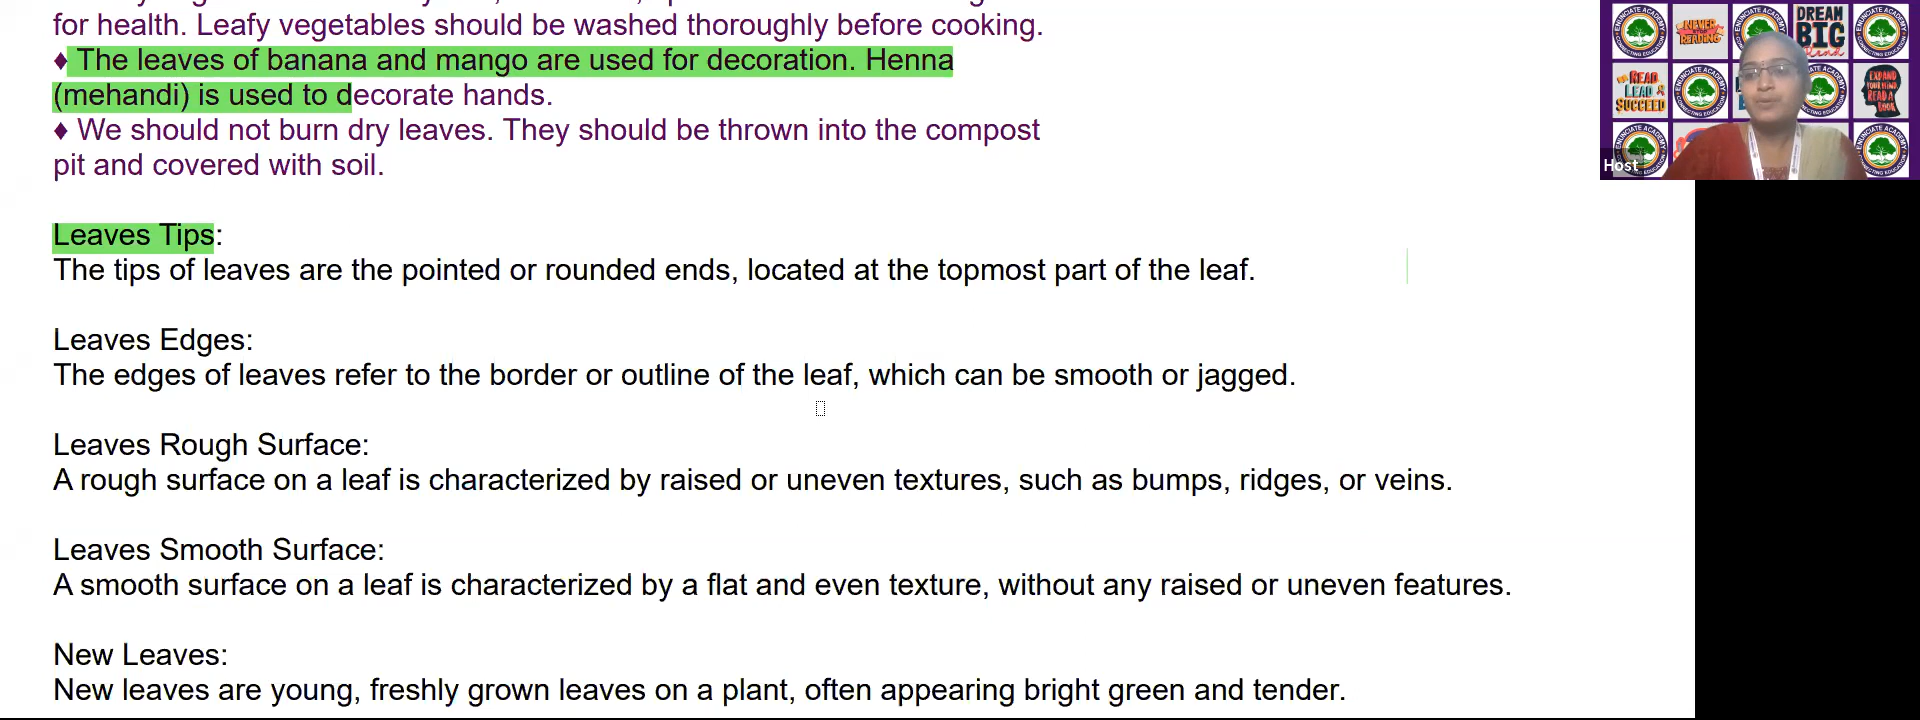 for health. Leafy vegetables should be washed thoroughly before cooking.
♦ The leaves of banana and mango are used for decoration. Henna
(mehandi) is used to decorate hands.
♦ We should not burn dry leaves. They should be thrown into the compost
pit and covered with soil.
Leaves Tips:
The tips of leaves are the pointed or rounded ends, located at the topmost part of the leaf.
Leaves Edges:
The edges of leaves refer to the border or outline of the leaf, which can be smooth or jagged.
Leaves Rough Surface:
A rough surface on a leaf is characterized by raised or uneven textures, such as bumps, ridges, or veins.
Leaves Smooth Surface:
A smooth surface on a leaf is characterized by a flat and even texture, without any raised or uneven features.
New Leaves:
New leaves are young, freshly grown leaves on a plant, often appearing bright green and tender.
DREAM
BIG
READ
LEAD &
SUCCEED
Host